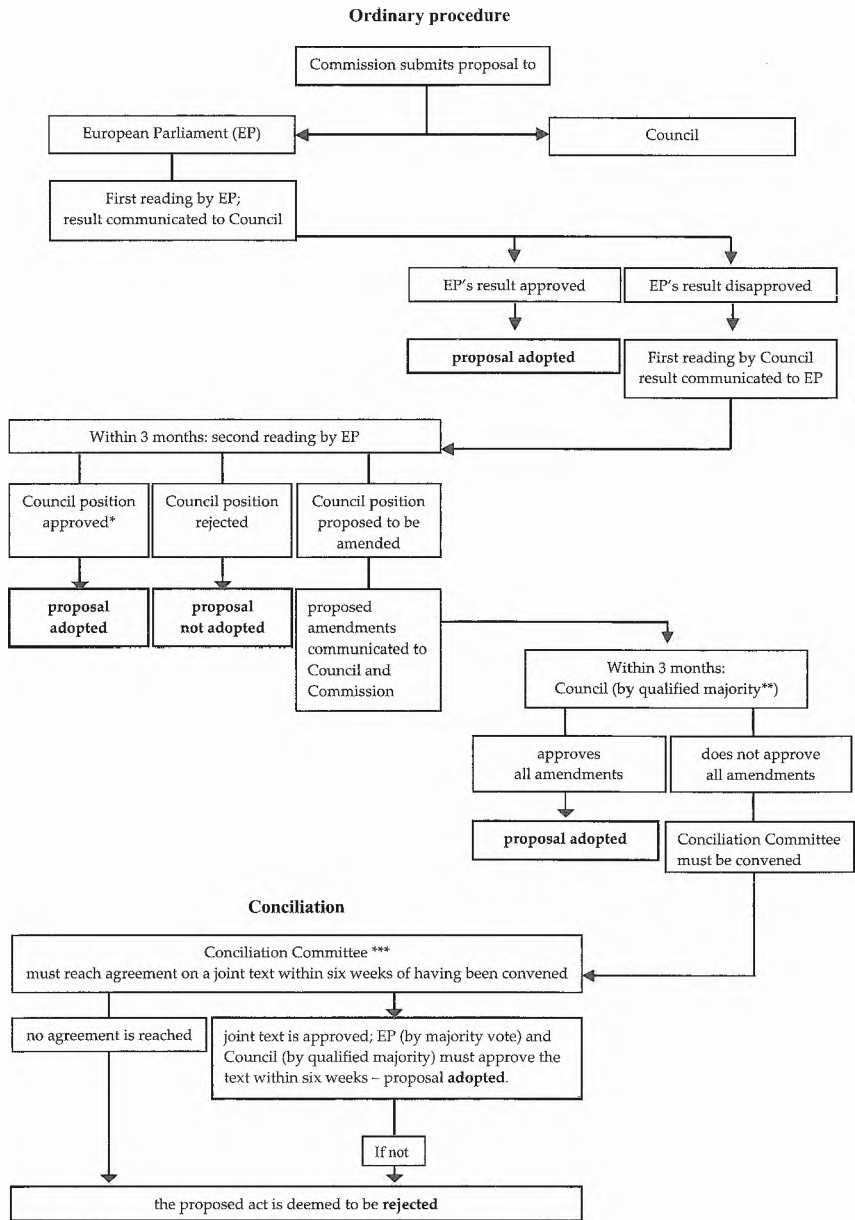 Ordinary procedure
Commission submits proposal to
European Parliament (EP)
Council
First reading by EP;
result communicated to Council
EP's result approved
EP's result disapproved
proposal adopted
First reading by Council
result communicated to EP
Within 3 months: second reading by EP
Council position
approved*
Council position
rejected
Council position
proposed to be
amended
proposal
adopted
proposal
not adopted
proposed
amendments
communicated to
Council and
Commission
Within 3 months:
Council (by qualified majority**)
approves
all amendments
does not approve
all amendments
proposal adopted
Conciliation Committee
must be convened
Conciliation
Conciliation Committee ***
must reach agreement on a joint text within six weeks of having been convened
no agreement is reached
joint text is approved; EP (by majority vote) and
Council (by qualified majority) must approve the
text within six weeks – proposal adopted.
If not
the proposed act is deemed to be rejected